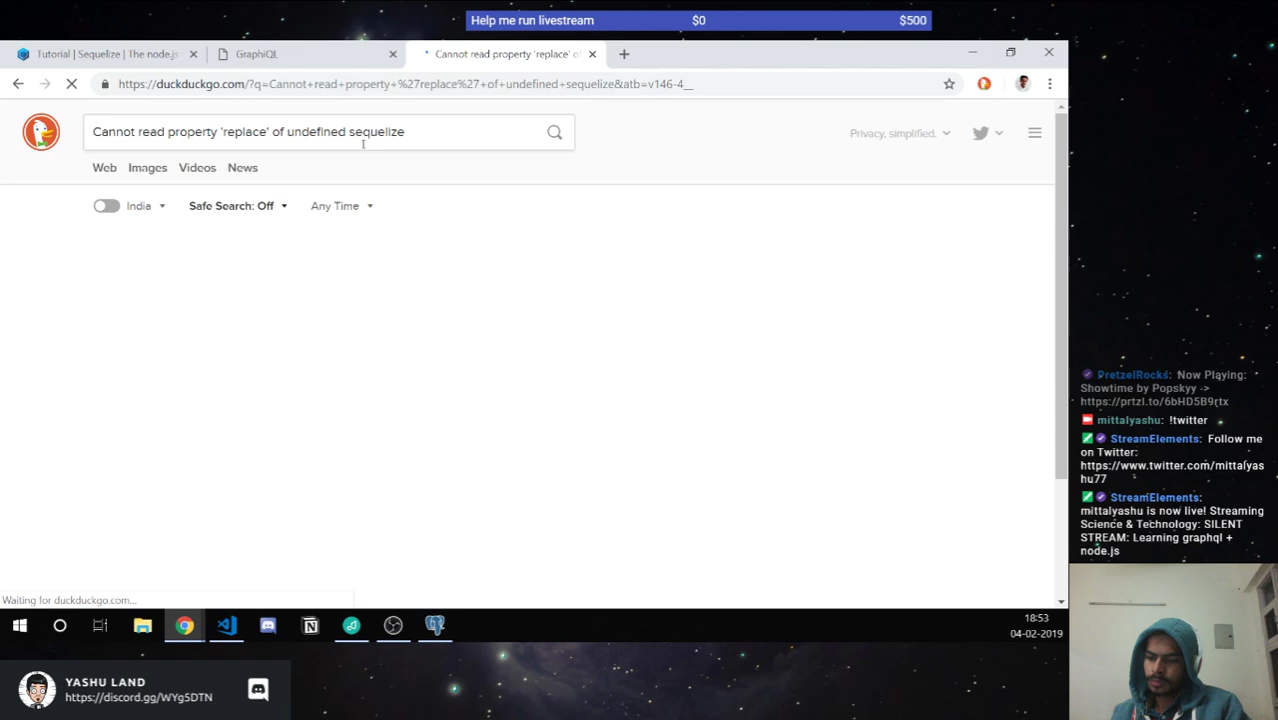 Help me run livestream $0 $500
Tutorial | Sequelize | The node.js
GraphiQL
Cannot read property 'replace' o
https://duckduckgo.com/?q=Cannot+read+property+%27replace%27+of+undefined+sequelize&atb=v146-4__
Cannot read property 'replace' of undefined sequelize
Privacy, simplified.
Web Images Videos News
India Safe Search: Off Any Time
PretzelRocks: Now Playing:
Showtime by Popskyy ->
https://prtzl.to/6bHD5B9rtx
mittalyashu: !twitter
StreamElements: Follow me
on Twitter:
https://www.twitter.com/mittalyas
hu77
StreamElements:
mittalyashu is now live! Streaming
Science & Technology: SILENT
STREAM: Learning graphql +
node.js
Waiting for duckduckgo.com...
18:53
04-02-2019
YASHU LAND
https://discord.gg/WYg5DTN